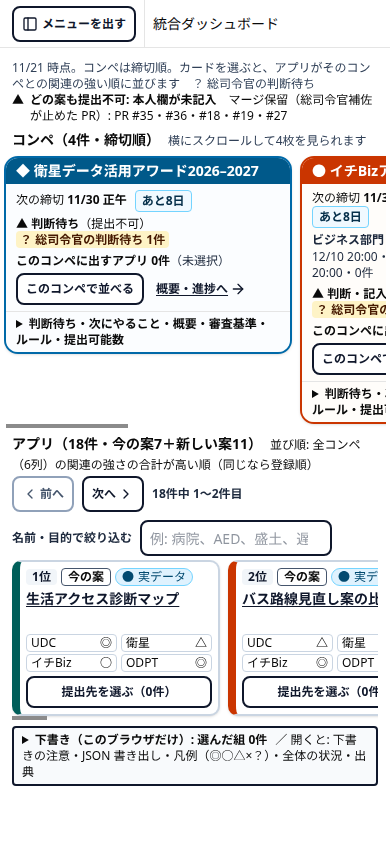 メニューを出す
統合ダッシュボード
11/21 時点。コンペは締切順。カードを選ぶと、アプリがそのコン
ペとの関連の強い順に並びます ？ 総司令官の判断待ち
▲ どの案も提出不可: 本人欄が未記入 マージ保留（総司令官補佐
が止めた PR）: PR #35・#36・#18・#19・#27
コンペ（4件・締切順） 横にスクロールして4枚を見られます
◆ 衛星データ活用アワード2026–2027
次の締切 11/30 正午 あと8日
▲ 判断待ち（提出不可）
？ 総司令官の判断待ち 1件
このコンペに出すアプリ 0件（未選択）
このコンペで並べる 概要・進捗へ →
▶ 判断待ち・次にやること・概要・審査基準・
ルール・提出可能数
● イチBizア
次の締切 11/3
あと8日
ビジネス部門
12/10 20:00・
20:00・0件
▲ 判断・記入
？ 総司令官の
このコンペに出
このコンペで
▶ 判断待ち・
ルール・提出
アプリ（18件・今の案7＋新しい案11） 並び順: 全コンペ
（6列）の関連の強さの合計が高い順（同じなら登録順）
前へ 次へ 18件中 1〜2件目
名前・目的で絞り込む 例: 病院、AED、盛土、遅
1位 今の案 ● 実データ
生活アクセス診断マップ
UDC ◎ 衛星 △
イチBiz ○ ODPT ◎
提出先を選ぶ（0件）
2位 今の案 ● 実デ
バス路線見直し案の比
UDC △ 衛星
イチBiz ◎ ODPT
提出先を選ぶ（0件
▶ 下書き（このブラウザだけ）: 選んだ組 0件 ／ 開くと: 下書
きの注意・JSON 書き出し・凡例（◎○△×？）・全体の状況・出
典